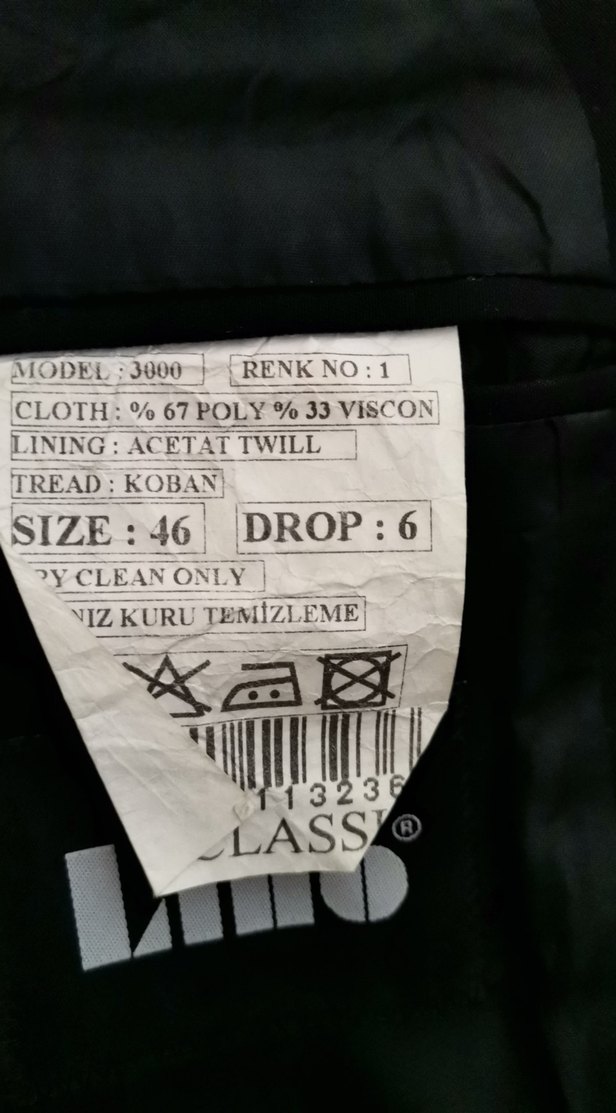 MODEL : 3000 RENK NO : 1
CLOTH : % 67 POLY % 33 VISCON
LINING : ACETAT TWILL
TREAD : KOBAN
SIZE : 46 DROP : 6
CLEAN ONLY
KURU TEMİZLEME
113236
®